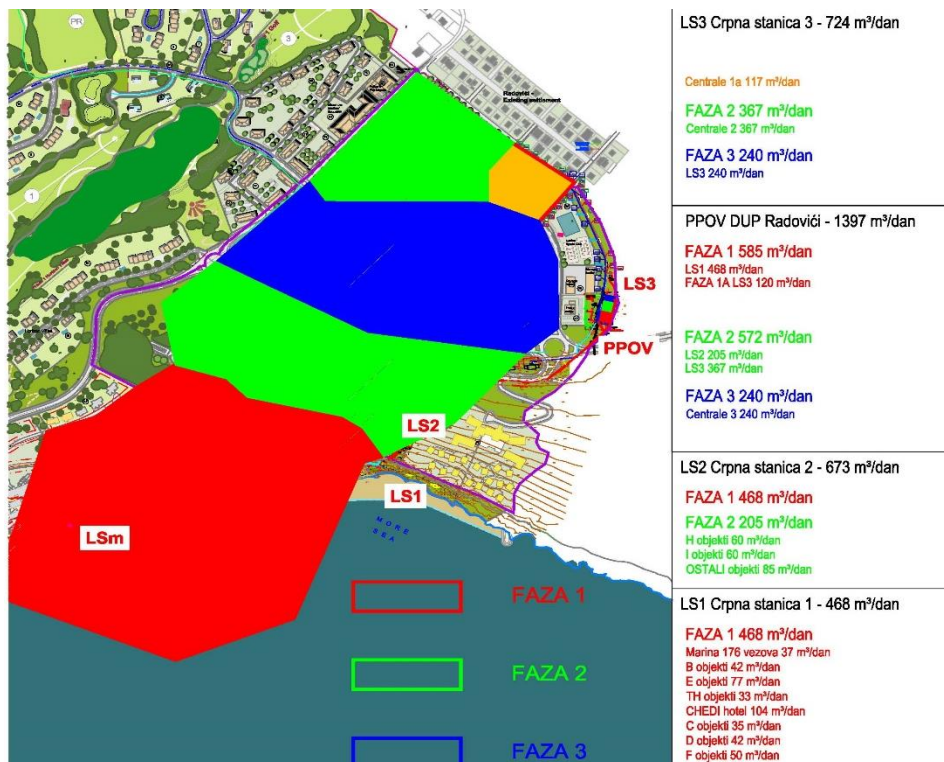 PR
3
1
Radovići -
Existing settlement
LS3
PPOV
LS2
LS1
LSm
MORE
SEA
FAZA 1
FAZA 2
FAZA 3
LS3 Crpna stanica 3 - 724 m³/dan
Centrale 1a 117 m³/dan
FAZA 2 367 m³/dan
Centrale 2 367 m³/dan
FAZA 3 240 m³/dan
LS3 240 m³/dan
PPOV DUP Radovići - 1397 m³/dan
FAZA 1 585 m³/dan
LS1 468 m³/dan
FAZA 1A LS3 120 m³/dan
FAZA 2 572 m³/dan
LS2 205 m³/dan
LS3 367 m³/dan
FAZA 3 240 m³/dan
Centrale 3 240 m³/dan
LS2 Crpna stanica 2 - 673 m³/dan
FAZA 1 468 m³/dan
FAZA 2 205 m³/dan
H objekti 60 m³/dan
I objekti 60 m³/dan
OSTALI objekti 85 m³/dan
LS1 Crpna stanica 1 - 468 m³/dan
FAZA 1 468 m³/dan
Marina 176 vezova 37 m³/dan
B objekti 42 m³/dan
E objekti 77 m³/dan
TH objekti 33 m³/dan
CHEDI hotel 104 m³/dan
C objekti 35 m³/dan
D objekti 42 m³/dan
F objekti 50 m³/dan